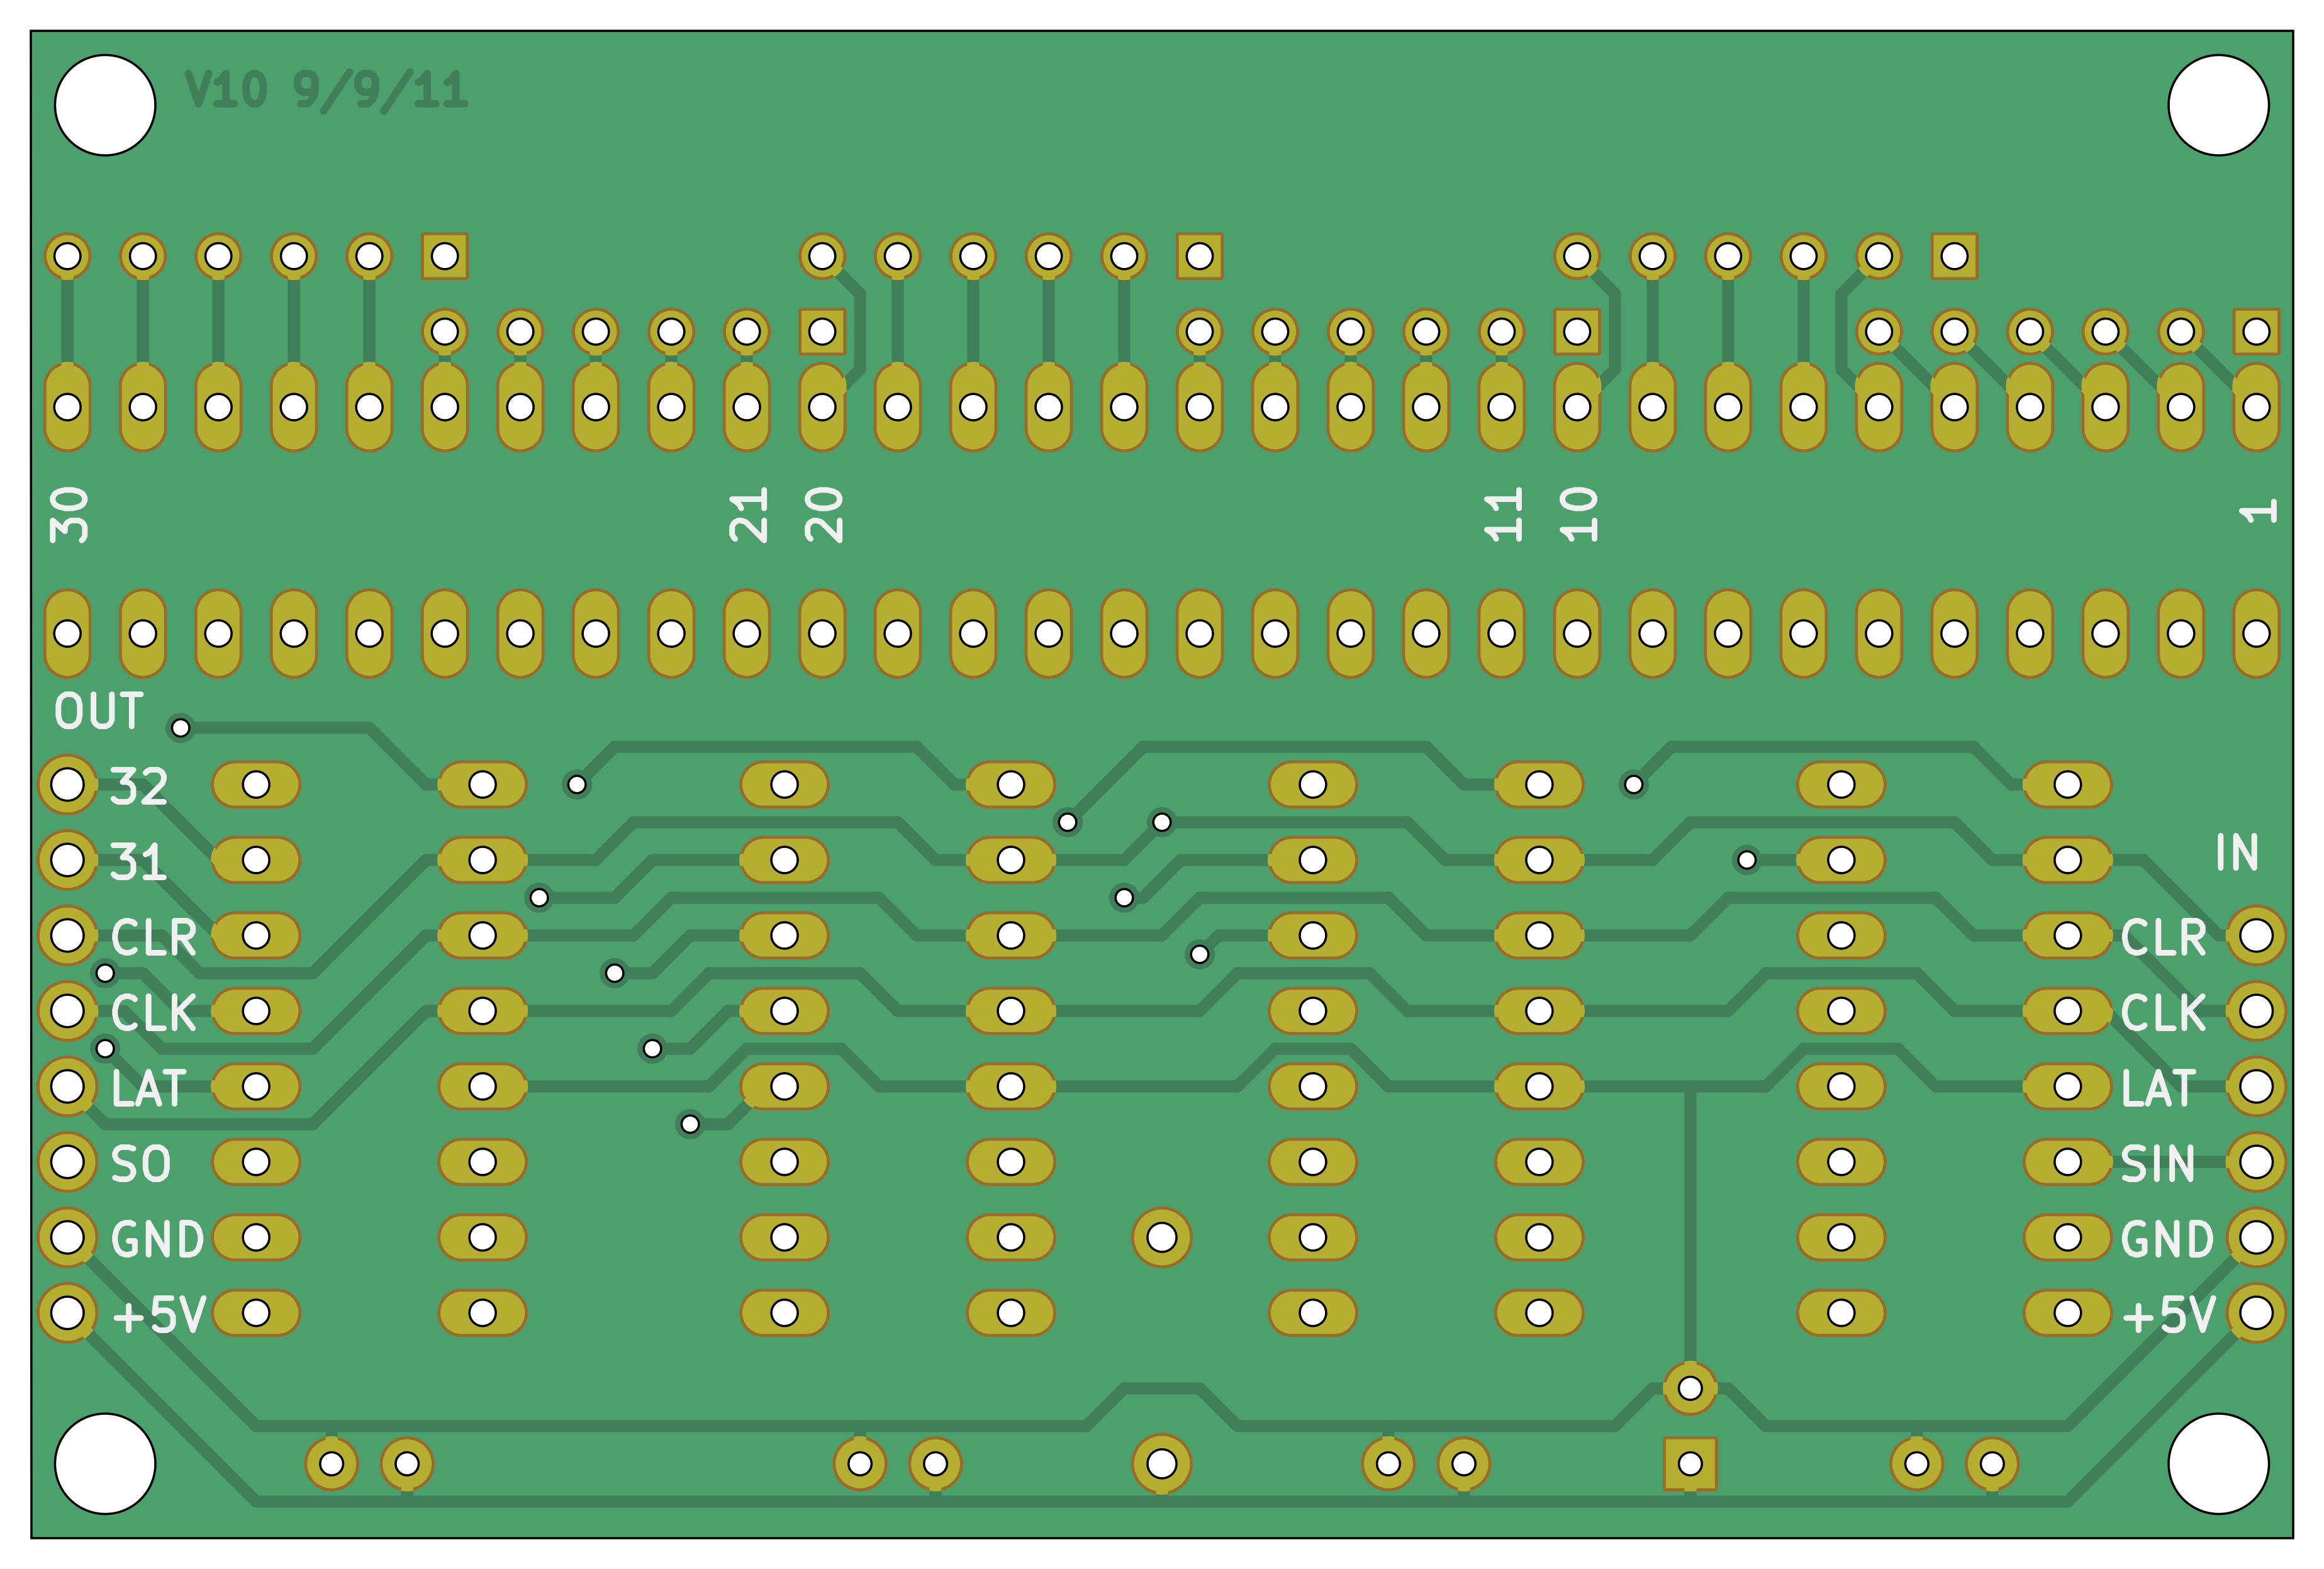 V10 9/9/11
30 21 20 11 10 1
OUT
32
31 IN
CLR CLR
CLK CLK
LAT LAT
SO SIN
GND GND
+5V +5V